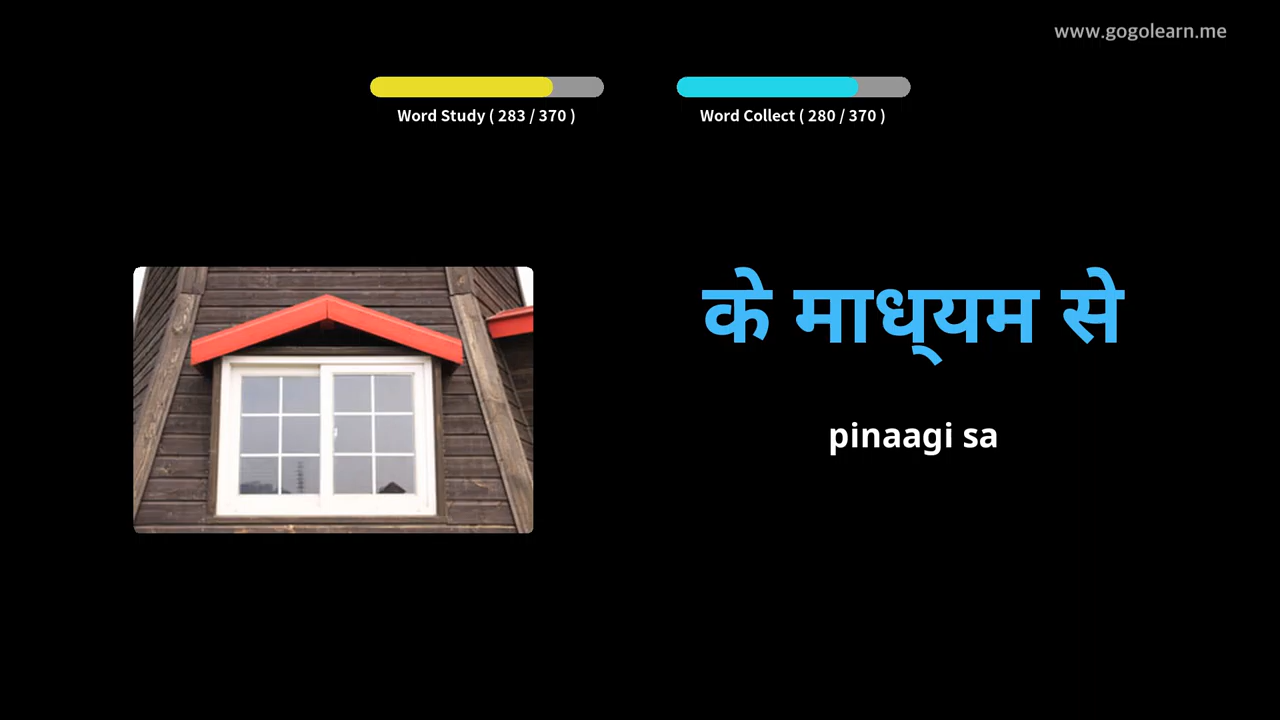 www.gogolearn.me
Word Study ( 283 / 370 )
Word Collect ( 280 / 370 )
के माध्‌यम से
pinaagi sa